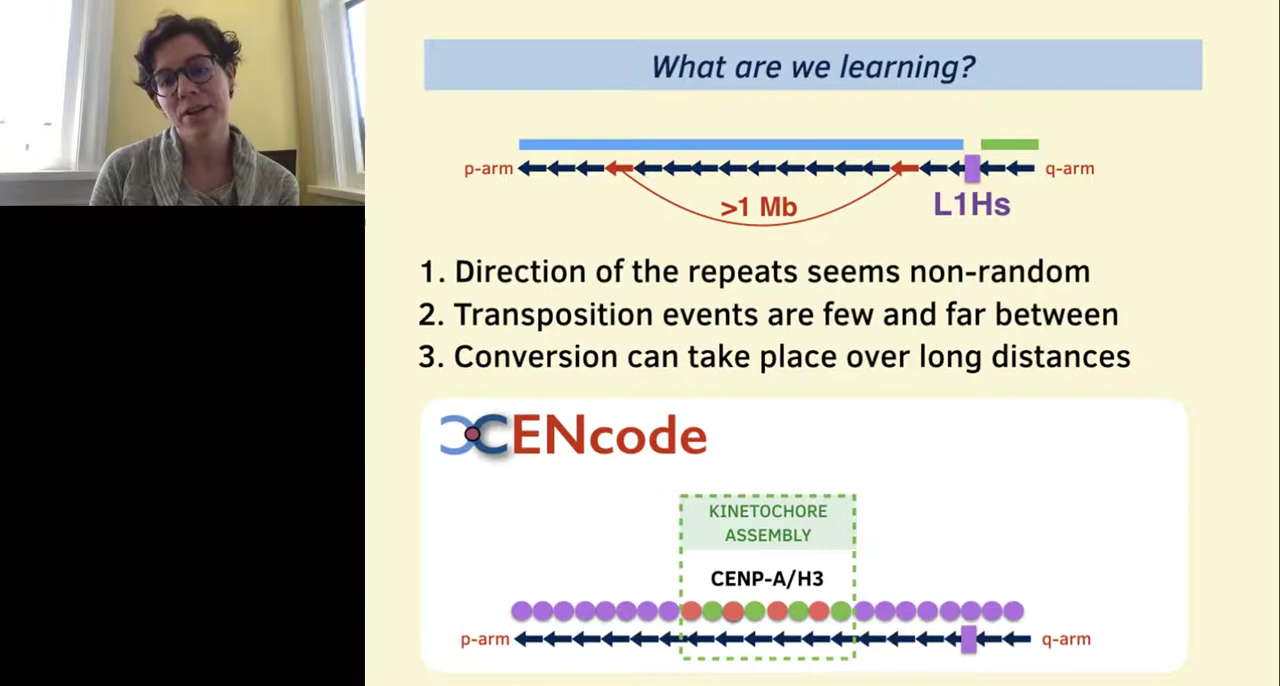 What are we learning?
p-arm
q-arm
>1 Mb
L1Hs
1. Direction of the repeats seems non-random
2. Transposition events are few and far between
3. Conversion can take place over long distances
CENcode
KINETOCHORE
ASSEMBLY
CENP-A/H3
p-arm
q-arm